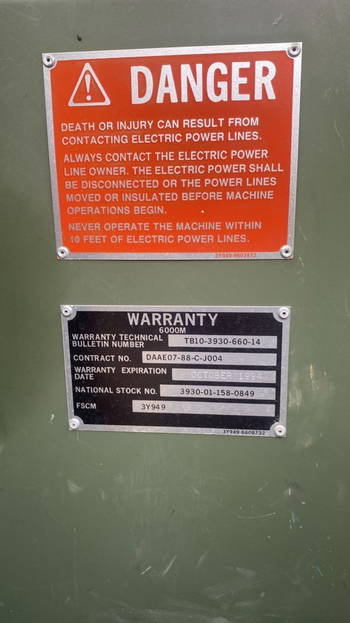 DANGER
DEATH OR INJURY CAN RESULT FROM
CONTACTING ELECTRIC POWER LINES.
ALWAYS CONTACT THE ELECTRIC POWER
LINE OWNER. THE ELECTRIC POWER SHALL
BE DISCONNECTED OR THE POWER LINES
MOVED OR INSULATED BEFORE MACHINE
OPERATIONS BEGIN.
NEVER OPERATE THE MACHINE WITHIN
10 FEET OF ELECTRIC POWER LINES.
WARRANTY
6000M
WARRANTY TECHNICAL
BULLETIN NUMBER TB10-3930-660-14
CONTRACT NO. DAAE07-88-C-J004
WARRANTY EXPIRATION
DATE OCTOBER
NATIONAL STOCK NO. 3930-01-158-0849
FSCM 3Y949